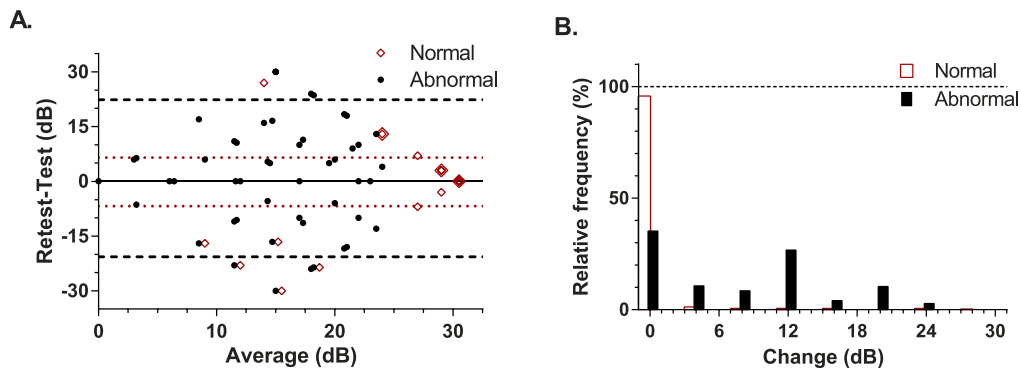 A.
Normal
Abnormal
Retest-Test (dB)
30
15
0
-15
-30
0
10
20
30
Average (dB)
B.
Normal
Abnormal
Relative frequency (%)
100
50
0
0
6
12
18
24
30
Change (dB)